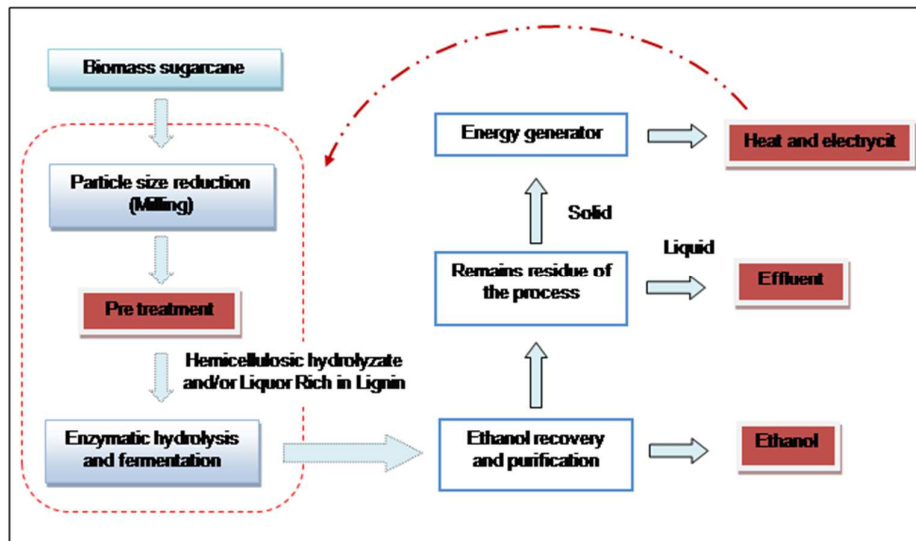 Biomass sugarcane
Particle size reduction
(Milling)
Pre treatment
Hemicellulosic hydrolyzate
and/or Liquor Rich in Lignin
Enzymatic hydrolysis
and fermentation
Energy generator
Heat and electrycit
Solid
Remains residue of
the process
Liquid
Effluent
Ethanol recovery
and purification
Ethanol